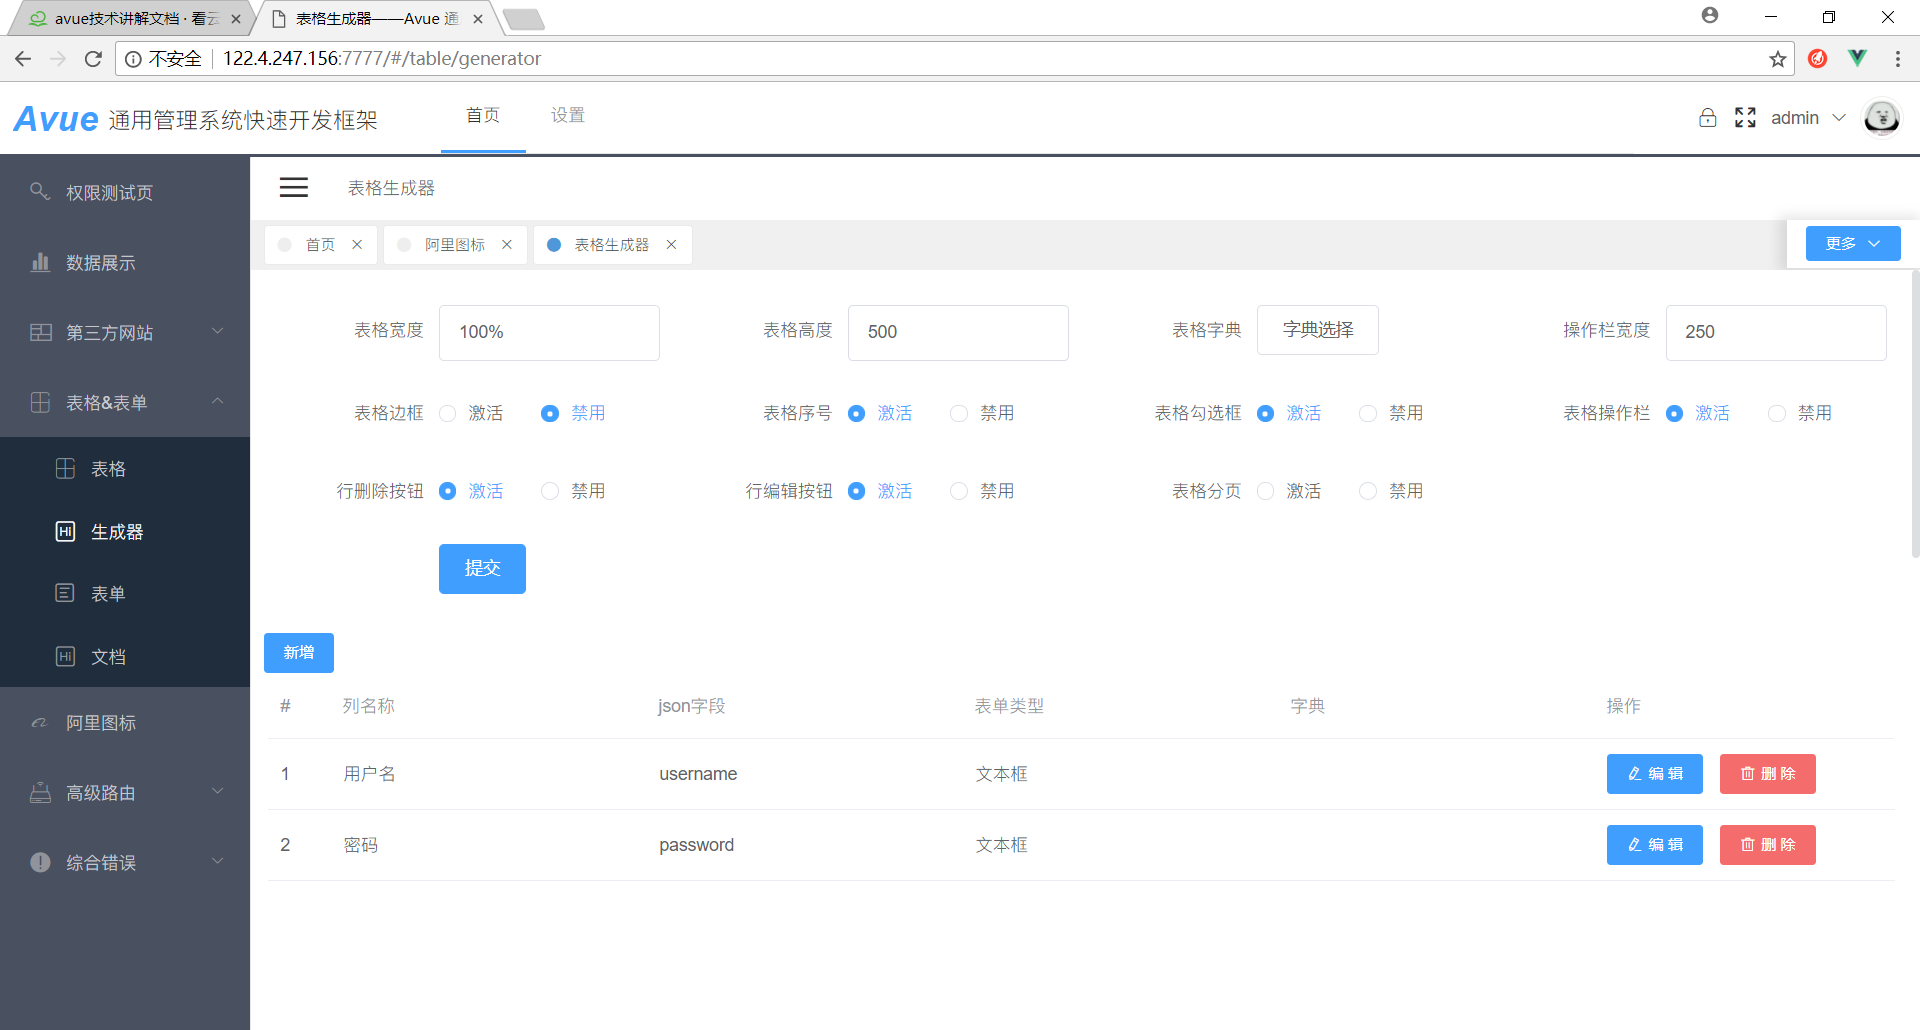 avue技术讲解文档 · 看云
表格生成器——Avue 通
不安全
122.4.247.156:7777/#/table/generator
Avue 通用管理系统快速开发框架
首页
设置
admin
权限测试页
数据展示
第三方网站
表格&表单
表格
生成器
表单
文档
阿里图标
高级路由
综合错误
表格生成器
首页
阿里图标
表格生成器
更多
表格宽度 100%
表格高度 500
表格字典 字典选择
操作栏宽度 250
表格边框 激活 禁用
表格序号 激活 禁用
表格勾选框 激活 禁用
表格操作栏 激活 禁用
行删除按钮 激活 禁用
行编辑按钮 激活 禁用
表格分页 激活 禁用
提交
新增
# 列名称 json字段 表单类型 字典 操作
1 用户名 username 文本框 编辑 删除
2 密码 password 文本框 编辑 删除